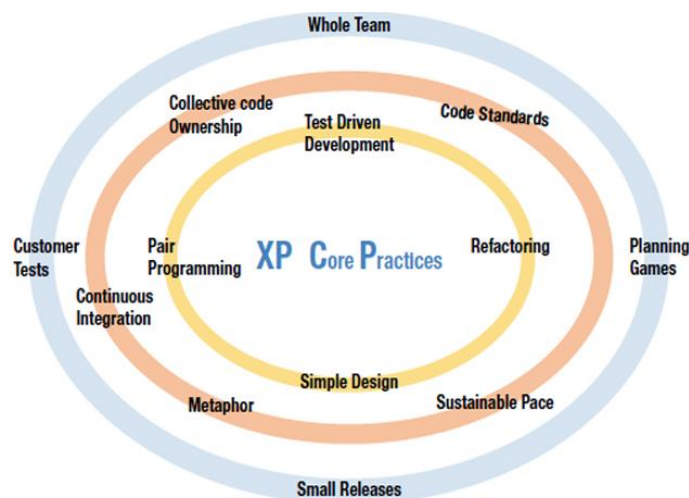 Whole Team
Collective code
Ownership
Code Standards
Test Driven
Development
Customer
Tests
Pair
Programming
XP Core Practices
Refactoring
Planning
Games
Continuous
Integration
Simple Design
Metaphor
Sustainable Pace
Small Releases